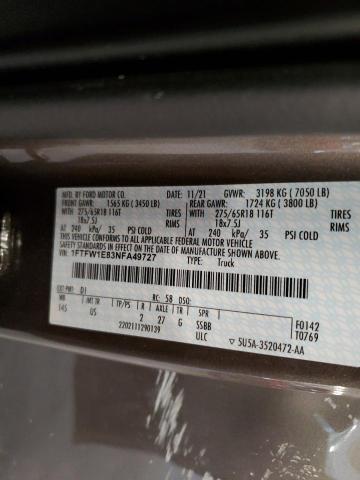 MFD. BY FORD MOTOR CO. 11/21 GVWR: 3198 KG ( 7050 LB)
FRONT GAWR: 1565 KG (3450 LB) REAR GAWR: 1724 KG ( 3800 LB)
WITH 275/65R18 116T TIRES WITH 275/65R18 116T TIRES
18x7.5J RIMS 18x7.5J RIMS
AT 240 kPa/ 35 PSI COLD AT 240 kPa/ 35 PSI COLD
THIS VEHICLE CONFORMS TO ALL APPLICABLE FEDERAL MOTOR VEHICLE
SAFETY AND THEFT PREVENTION STANDARDS IN EFFECT ON
THE DATE OF MANUFACTURE SHOWN ABOVE.
VIN: 1FTFW1E83NFA49727 TYPE: Truck
EXT PNT: D1 RC: 58 DSO:
WB INT TR TP/PS R AXLE TR SPR
145 US 2 27 G SSBB F0142
2202111290139 ULC T0769
▽ 5U5A-3520472-AA